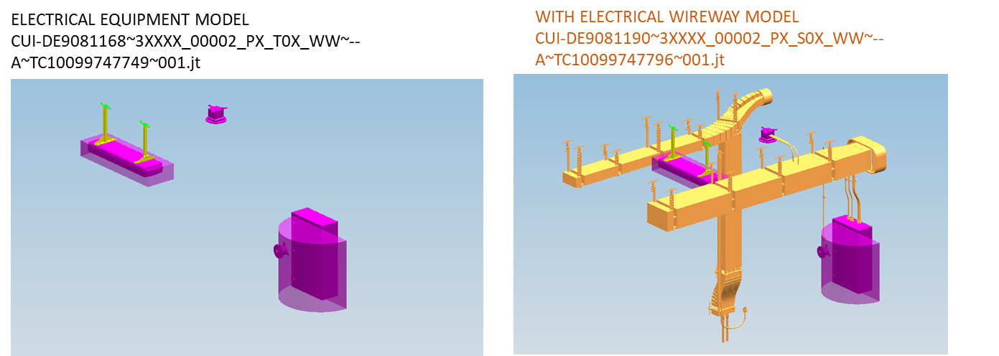 ELECTRICAL EQUIPMENT MODEL
CUI-DE9081168~3XXXX_00002_PX_T0X_WW~--
A~TC10099747749~001.jt
WITH ELECTRICAL WIREWAY MODEL
CUI-DE9081190~3XXXX_00002_PX_S0X_WW~--
A~TC10099747796~001.jt